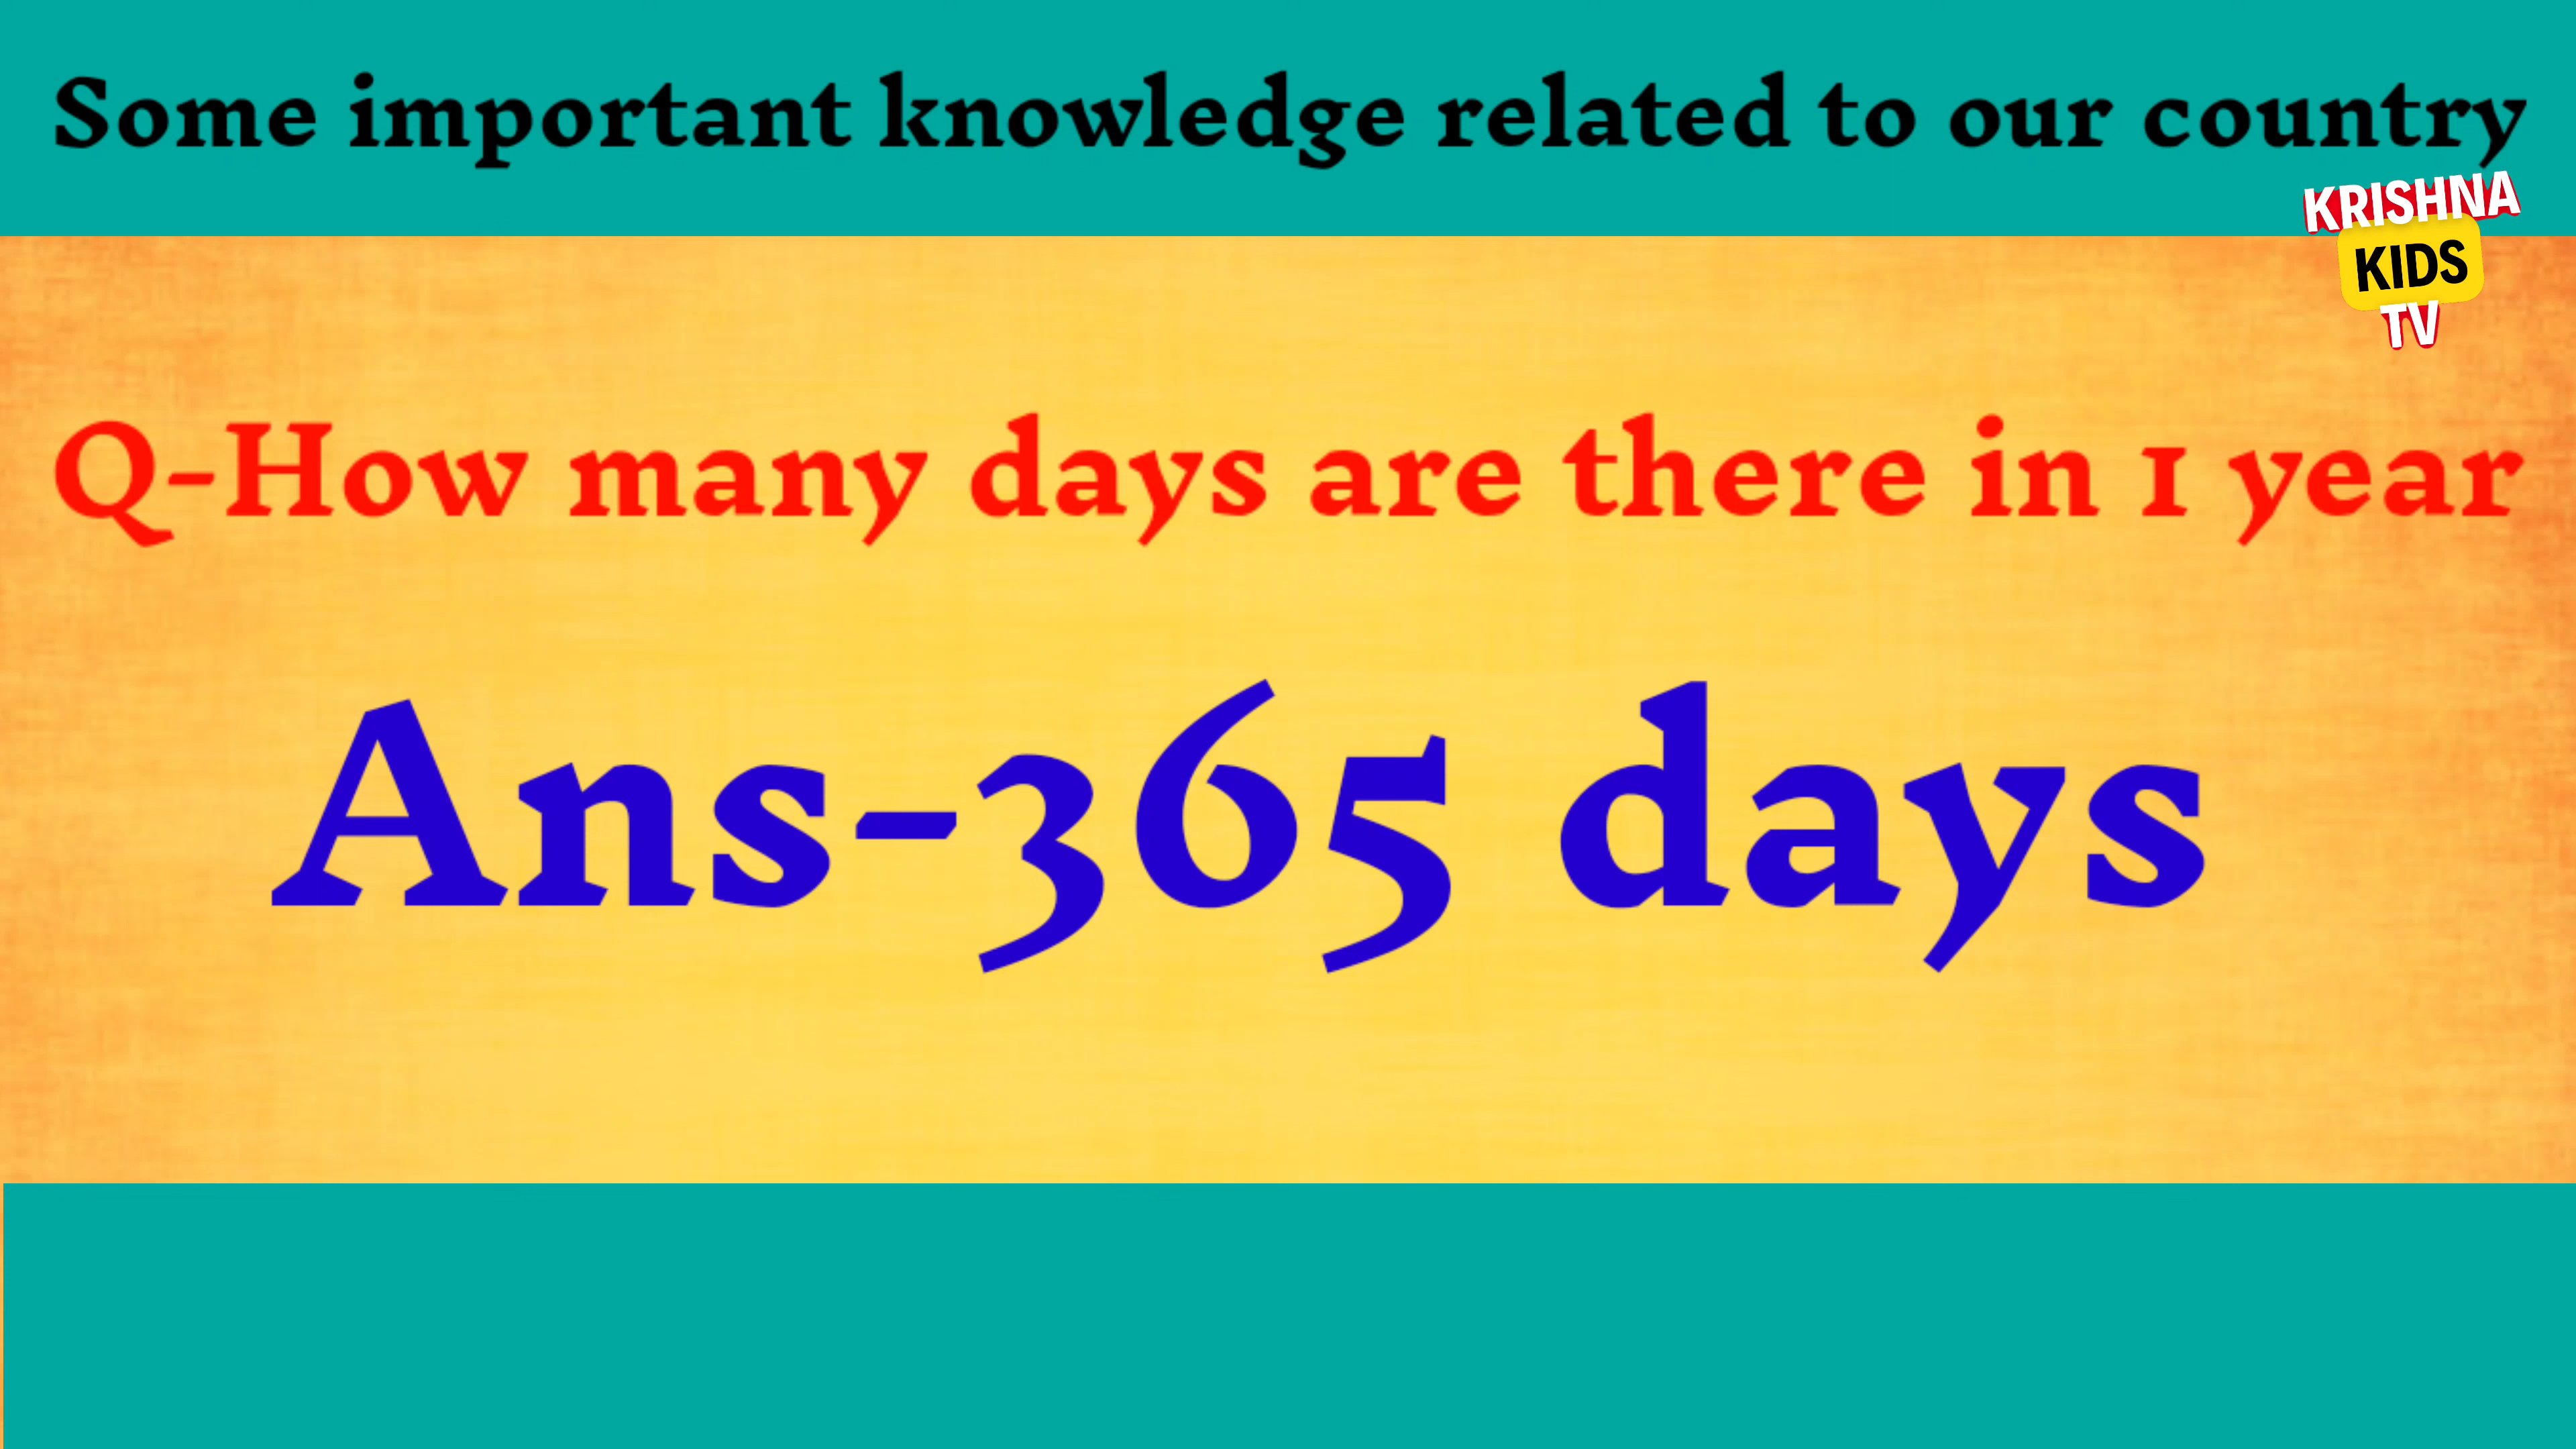 Some important knowledge related to our country
KRISHNA
KIDS
TV
Q-How many days are there in 1 year
Ans-365 days